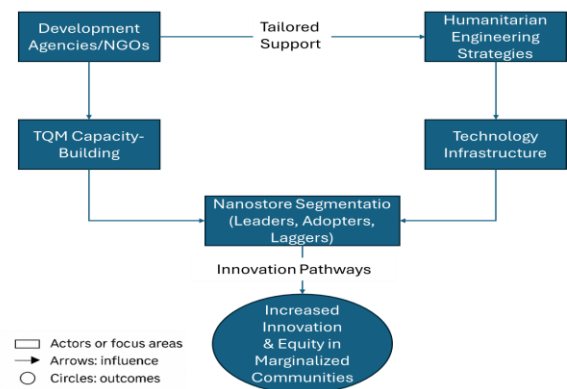 Development
Agencies/NGOs
Tailored
Support
Humanitarian
Engineering
Strategies
TQM Capacity-
Building
Technology
Infrastructure
Nanostore Segmentatio
(Leaders, Adopters,
Laggers)
Innovation Pathways
Increased
Innovation
& Equity in
Marginalized
Communities
Actors or focus areas
Arrows: influence
Circles: outcomes